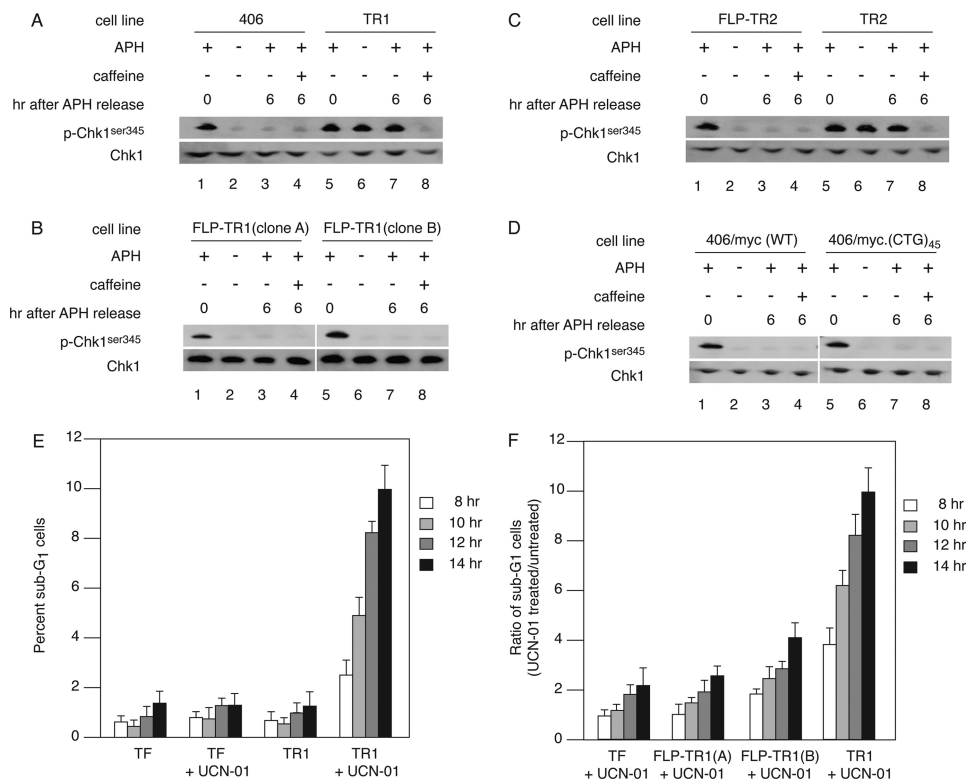 A
cell line 406 TR1
APH + - + + + - + +
caffeine - - - + - - - +
hr after APH release 0 6 6 0 6 6
p-Chk1ser345
Chk1
1 2 3 4 5 6 7 8
B
cell line FLP-TR1(clone A) FLP-TR1(clone B)
APH + - + + + - + +
caffeine - - - + - - - +
hr after APH release 0 6 6 0 6 6
p-Chk1ser345
Chk1
1 2 3 4 5 6 7 8
C
cell line FLP-TR2 TR2
APH + - + + + - + +
caffeine - - - + - - - +
hr after APH release 0 6 6 0 6 6
p-Chk1ser345
Chk1
1 2 3 4 5 6 7 8
D
cell line 406/myc (WT) 406/myc.(CTG)45
APH + - + + + - + +
caffeine - - - + - - - +
hr after APH release 0 6 6 0 6 6
p-Chk1ser345
Chk1
1 2 3 4 5 6 7 8
E
Percent sub-G1 cells
12
10
8
6
4
2
0
8 hr
10 hr
12 hr
14 hr
TF TF TR1 TR1
+ UCN-01 + UCN-01
F
Ratio of sub-G1 cells
(UCN-01 treated/untreated)
12
10
8
6
4
2
0
8 hr
10 hr
12 hr
14 hr
TF FLP-TR1(A) FLP-TR1(B) TR1
+ UCN-01 + UCN-01 + UCN-01 + UCN-01